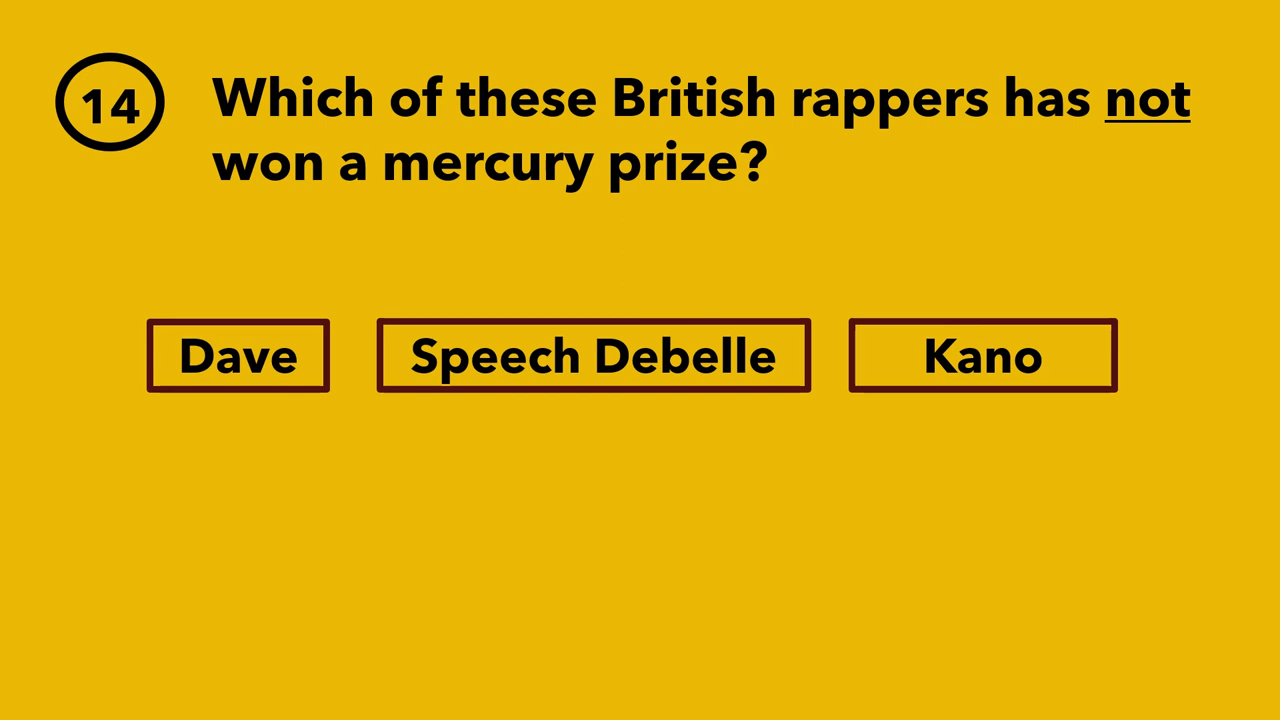 14
Which of these British rappers has not
won a mercury prize?
Dave
Speech Debelle
Kano